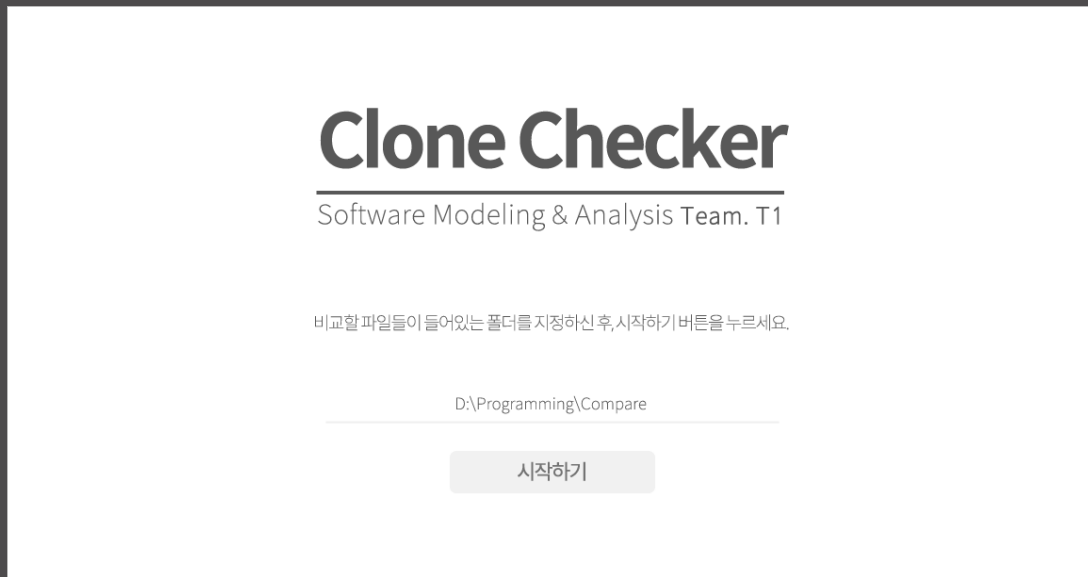 Clone Checker
Software Modeling & Analysis Team. T1
비교할 파일들이 들어있는 폴더를 지정하신 후, 시작하기 버튼을 누르세요.
D:\Programming\Compare
시작하기